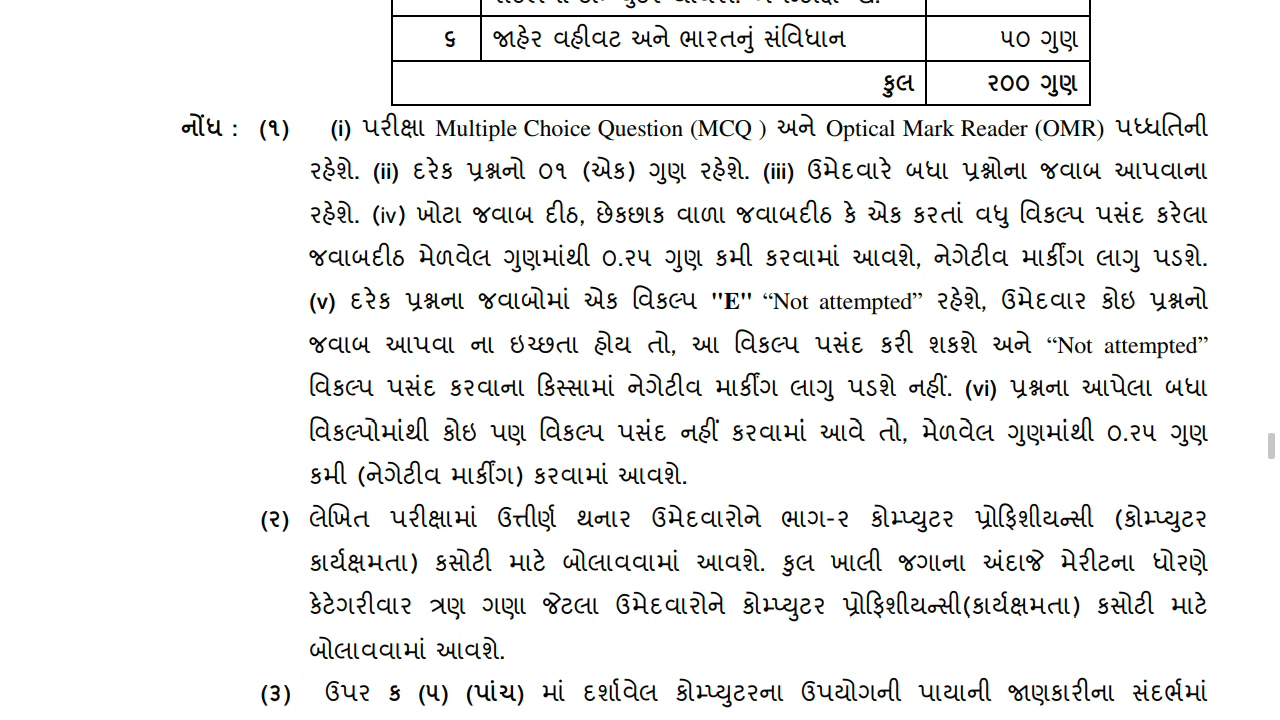 ૬ જાહેર વહીવટ અને ભારતનું સંવિધાન ૫૦ ગુણ
કુલ ૨૦૦ ગુણ
નોંધ : (૧) (i) પરીક્ષા Multiple Choice Question (MCQ ) અને Optical Mark Reader (OMR) પધ્ધતિની
રહેશે. (ii) દરેક પ્રશ્નનો ૦૧ (એક) ગુણ રહેશે. (iii) ઉમેદવારે બધા પ્રશ્નોના જવાબ આપવાના
રહેશે. (iv) ખોટા જવાબ દીઠ, છેકછાક વાળા જવાબદીઠ કે એક કરતાં વધુ વિકલ્પ પસંદ કરેલા
જવાબદીઠ મેળવેલ ગુણમાંથી ૦.૨૫ ગુણ કમી કરવામાં આવશે, નેગેટીવ માર્કીંગ લાગુ પડશે.
(v) દરેક પ્રશ્નના જવાબોમાં એક વિકલ્પ "E" “Not attempted” રહેશે, ઉમેદવાર કોઇ પ્રશ્નનો
જવાબ આપવા ના ઇચ્છતા હોય તો, આ વિકલ્પ પસંદ કરી શકશે અને “Not attempted”
વિકલ્પ પસંદ કરવાના કિસ્સામાં નેગેટીવ માર્કીંગ લાગુ પડશે નહીં. (vi) પ્રશ્નના આપેલા બધા
વિકલ્પોમાંથી કોઇ પણ વિકલ્પ પસંદ નહીં કરવામાં આવે તો, મેળવેલ ગુણમાંથી ૦.૨૫ ગુણ
કમી (નેગેટીવ માર્કીંગ) કરવામાં આવશે.
(૨) લેખિત પરીક્ષામાં ઉત્તીર્ણ થનાર ઉમેદવારોને ભાગ-૨ કોમ્પ્યુટર પ્રોફિશીયન્સી (કોમ્પ્યુટર
કાર્યક્ષમતા) કસોટી માટે બોલાવવામાં આવશે. કુલ ખાલી જગાના અંદાજે મેરીટના ધોરણે
કેટેગરીવાર ત્રણ ગણા જેટલા ઉમેદવારોને કોમ્પ્યુટર પ્રોફિશીયન્સી(કાર્યક્ષમતા) કસોટી માટે
બોલાવવામાં આવશે.
(૩) ઉપર ક (૫) (પાંચ) માં દર્શાવેલ કોમ્પ્યુટરના ઉપયોગની પાયાની જાણકારીના સંદર્ભમાં